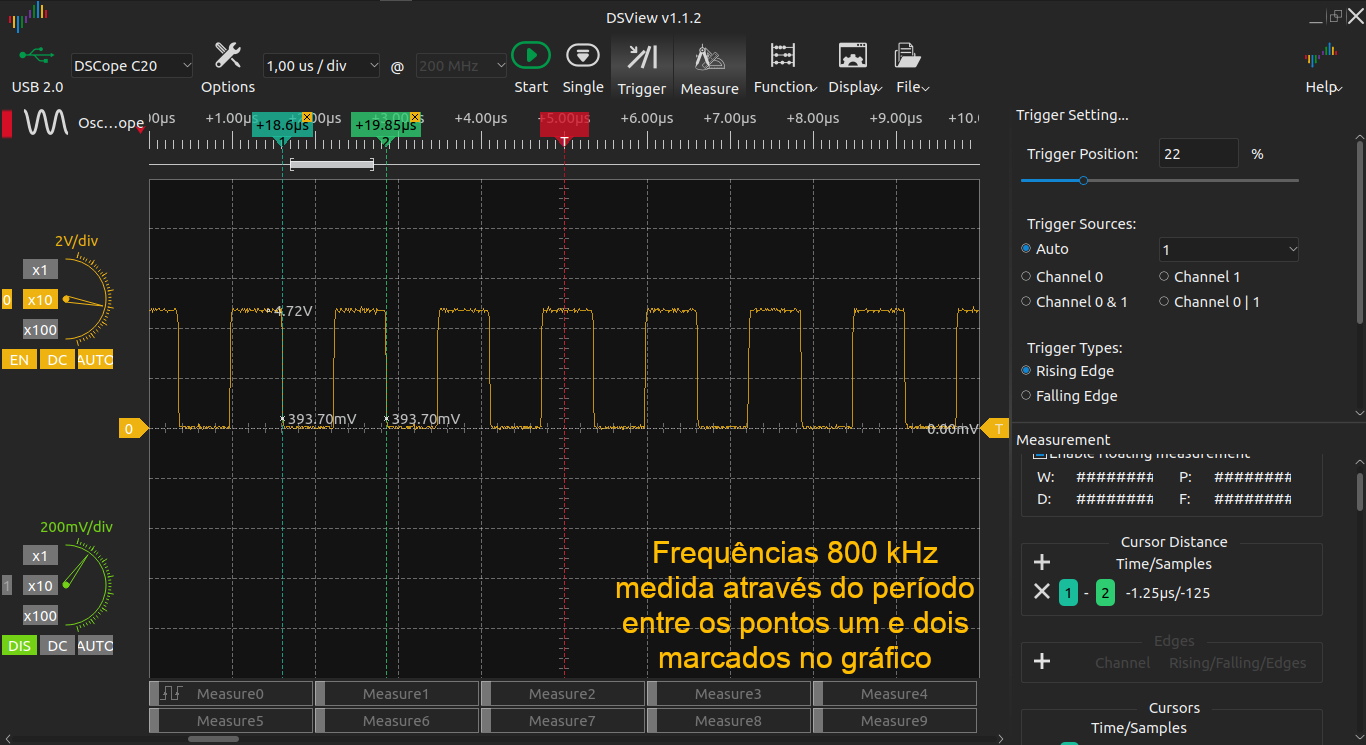 DSView v1.1.2
USB 2.0
DSCope C20
Options
1,00 us / div
@
200 MHz
Start
Single
Trigger
Measure
Function
Display
File
Help
Osc...ope
00µs
+1.00µs
+3.00µs
+4.00µs
+5.00µs
+6.00µs
+7.00µs
+8.00µs
+9.00µs
+10.
+18.6µs
+19.85µs
1
2
T
2V/div
x1
0
x10
x100
EN
DC
AUTO
4.72V
393.70mV
393.70mV
0
0.00mV
T
200mV/div
x1
1
x10
x100
DIS
DC
AUTO
Frequências 800 kHz
medida através do período
entre os pontos um e dois
marcados no gráfico
Measure0
Measure1
Measure2
Measure3
Measure4
Measure5
Measure6
Measure7
Measure8
Measure9
Trigger Setting...
Trigger Position:
22
%
Trigger Sources:
Auto
1
Channel 0
Channel 1
Channel 0 & 1
Channel 0 | 1
Trigger Types:
Rising Edge
Falling Edge
Measurement
Enable floating measurement
W: ######## P: ########
D: ######## F: ########
Cursor Distance
Time/Samples
1 - 2 -1.25µs/-125
Edges
Channel Rising/Falling/Edges
Cursors
Time/Samples